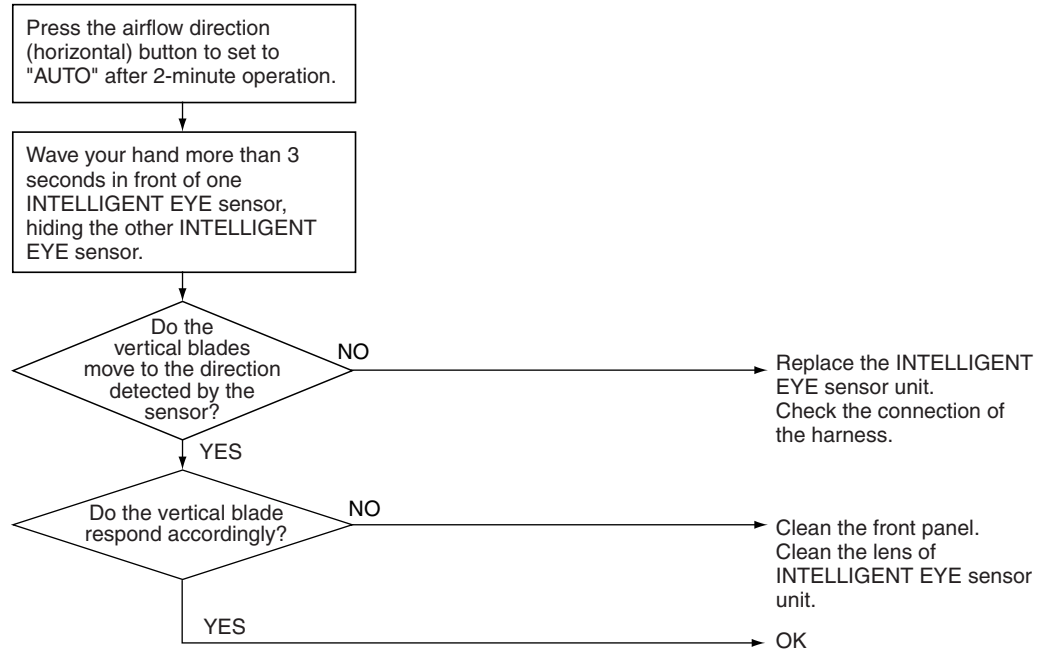 Press the airflow direction
(horizontal) button to set to
"AUTO" after 2-minute operation.
Wave your hand more than 3
seconds in front of one
INTELLIGENT EYE sensor,
hiding the other INTELLIGENT
EYE sensor.
Do the
vertical blades
move to the direction
detected by the
sensor?
NO
Replace the INTELLIGENT
EYE sensor unit.
Check the connection of
the harness.
YES
Do the vertical blade
respond accordingly?
NO
Clean the front panel.
Clean the lens of
INTELLIGENT EYE sensor
unit.
YES
OK